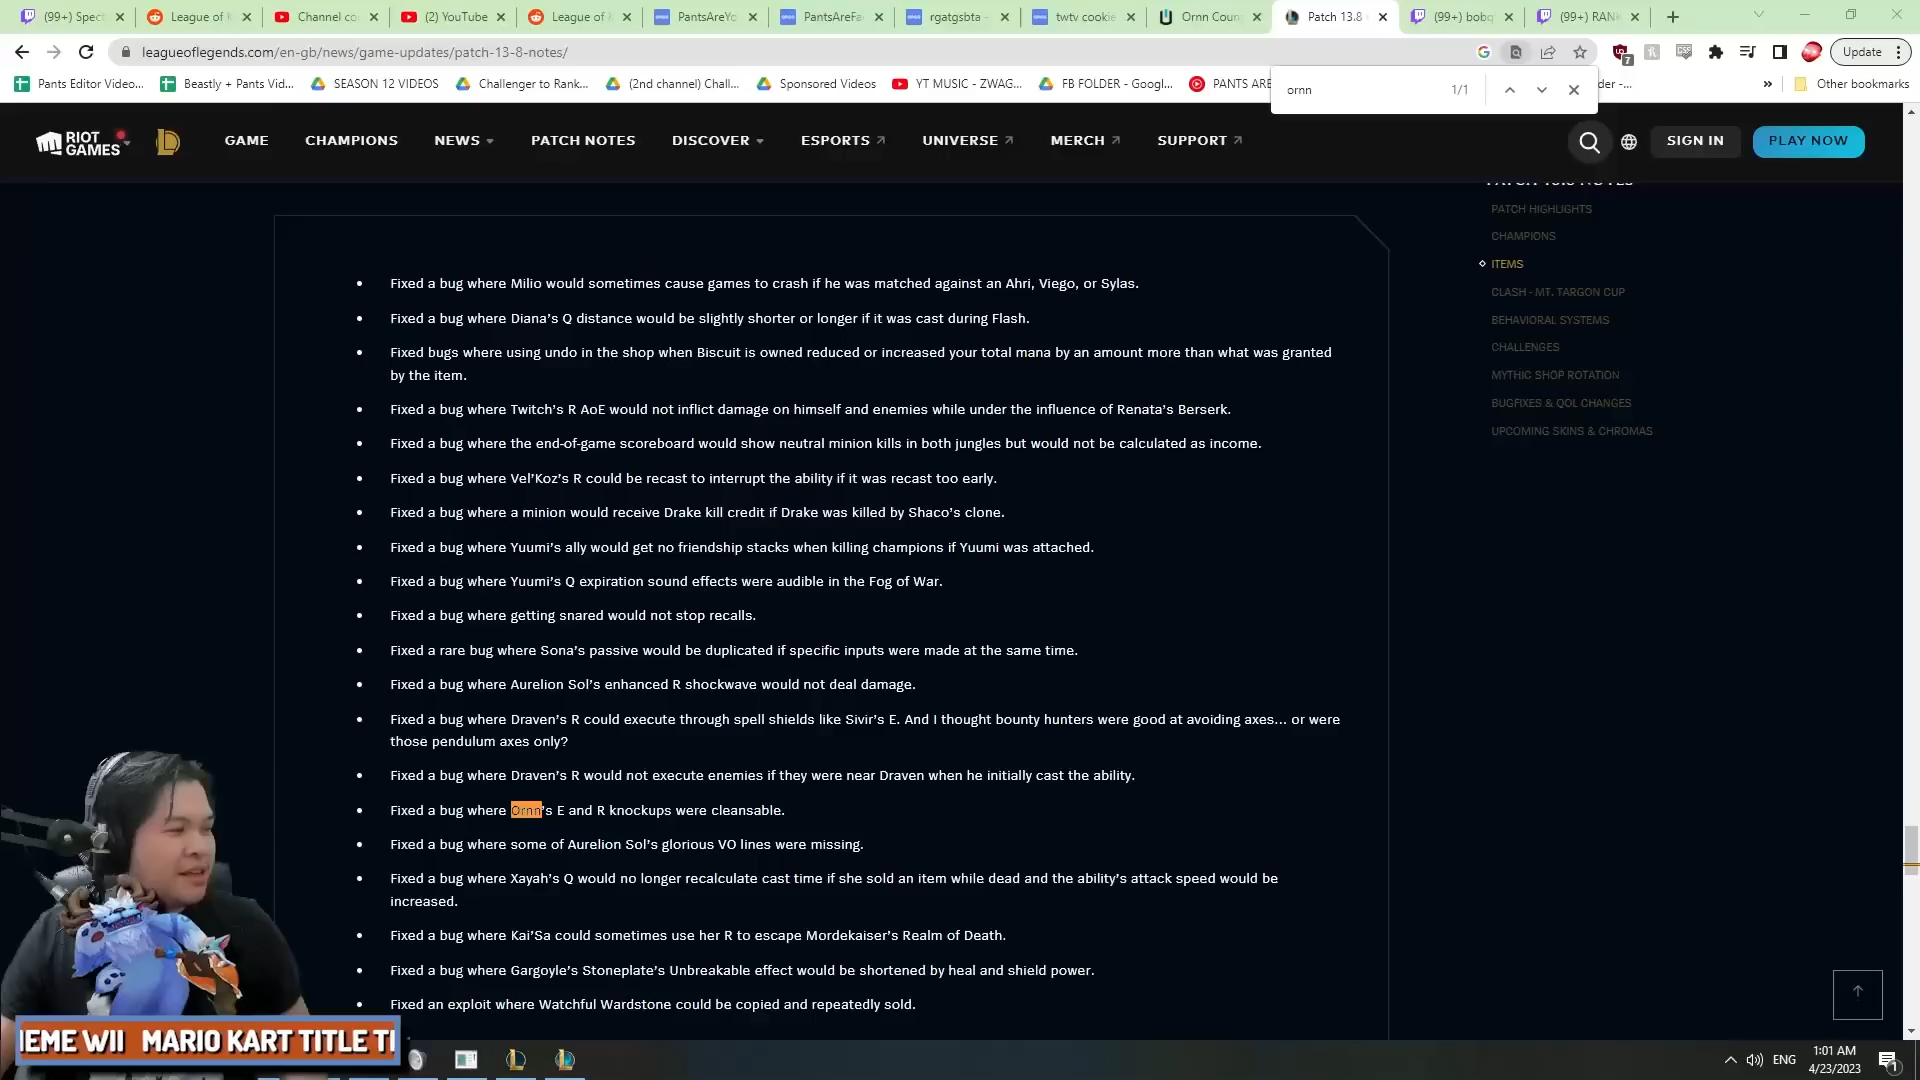 (99+) Spect
League of
Channel co
(2) YouTube
League of
PantsAreYo
PantsAreFa
rgatgsbta -
twtv cookie
Ornn Coun
Patch 13.8
(99+) bobq
(99+) RAN
leagueoflegends.com/en-gb/news/game-updates/patch-13-8-notes/
7
Update
Pants Editor Video...
Beastly + Pants Vid...
SEASON 12 VIDEOS
Challenger to Rank...
(2nd channel) Chall...
Sponsored Videos
YT MUSIC - ZWAG...
FB FOLDER - Googl...
PANTS ARE
der -...
»
Other bookmarks
ornn
1/1
RIOT GAMES
GAME
CHAMPIONS
NEWS
PATCH NOTES
DISCOVER
ESPORTS
UNIVERSE
MERCH
SUPPORT
SIGN IN
PLAY NOW
PATCH 13.8 NOTES
PATCH HIGHLIGHTS
CHAMPIONS
ITEMS
CLASH - MT. TARGON CUP
BEHAVIORAL SYSTEMS
CHALLENGES
MYTHIC SHOP ROTATION
BUGFIXES & QOL CHANGES
UPCOMING SKINS & CHROMAS
• Fixed a bug where Milio would sometimes cause games to crash if he was matched against an Ahri, Viego, or Sylas.
• Fixed a bug where Diana's Q distance would be slightly shorter or longer if it was cast during Flash.
• Fixed bugs where using undo in the shop when Biscuit is owned reduced or increased your total mana by an amount more than what was granted
by the item.
• Fixed a bug where Twitch's R AoE would not inflict damage on himself and enemies while under the influence of Renata's Berserk.
• Fixed a bug where the end-of-game scoreboard would show neutral minion kills in both jungles but would not be calculated as income.
• Fixed a bug where Vel'Koz's R could be recast to interrupt the ability if it was recast too early.
• Fixed a bug where a minion would receive Drake kill credit if Drake was killed by Shaco's clone.
• Fixed a bug where Yuumi's ally would get no friendship stacks when killing champions if Yuumi was attached.
• Fixed a bug where Yuumi's Q expiration sound effects were audible in the Fog of War.
• Fixed a bug where getting snared would not stop recalls.
• Fixed a rare bug where Sona's passive would be duplicated if specific inputs were made at the same time.
• Fixed a bug where Aurelion Sol's enhanced R shockwave would not deal damage.
• Fixed a bug where Draven's R could execute through spell shields like Sivir's E. And I thought bounty hunters were good at avoiding axes... or were
those pendulum axes only?
• Fixed a bug where Draven's R would not execute enemies if they were near Draven when he initially cast the ability.
• Fixed a bug where Ornn's E and R knockups were cleansable.
• Fixed a bug where some of Aurelion Sol's glorious VO lines were missing.
• Fixed a bug where Xayah's Q would no longer recalculate cast time if she sold an item while dead and the ability's attack speed would be
increased.
• Fixed a bug where Kai'Sa could sometimes use her R to escape Mordekaiser's Realm of Death.
• Fixed a bug where Gargoyle's Stoneplate's Unbreakable effect would be shortened by heal and shield power.
• Fixed an exploit where Watchful Wardstone could be copied and repeatedly sold.
HEME WII MARIO KART TITLE T
ENG
1:01 AM
4/23/2023
1